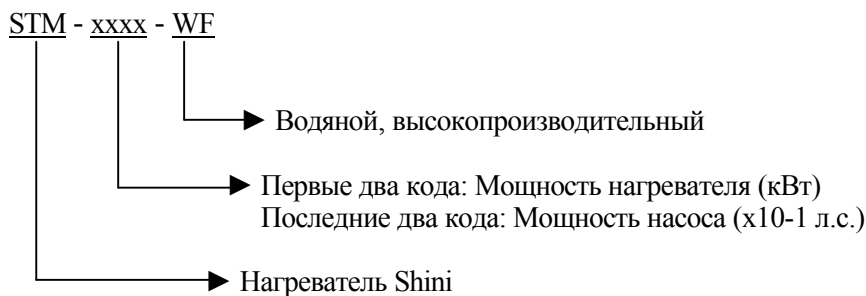 STM - xxxx - WF
Водяной, высокопроизводительный
Первые два кода: Мощность нагревателя (кВт)
Последние два кода: Мощность насоса (x10-1 л.с.)
Нагреватель Shini